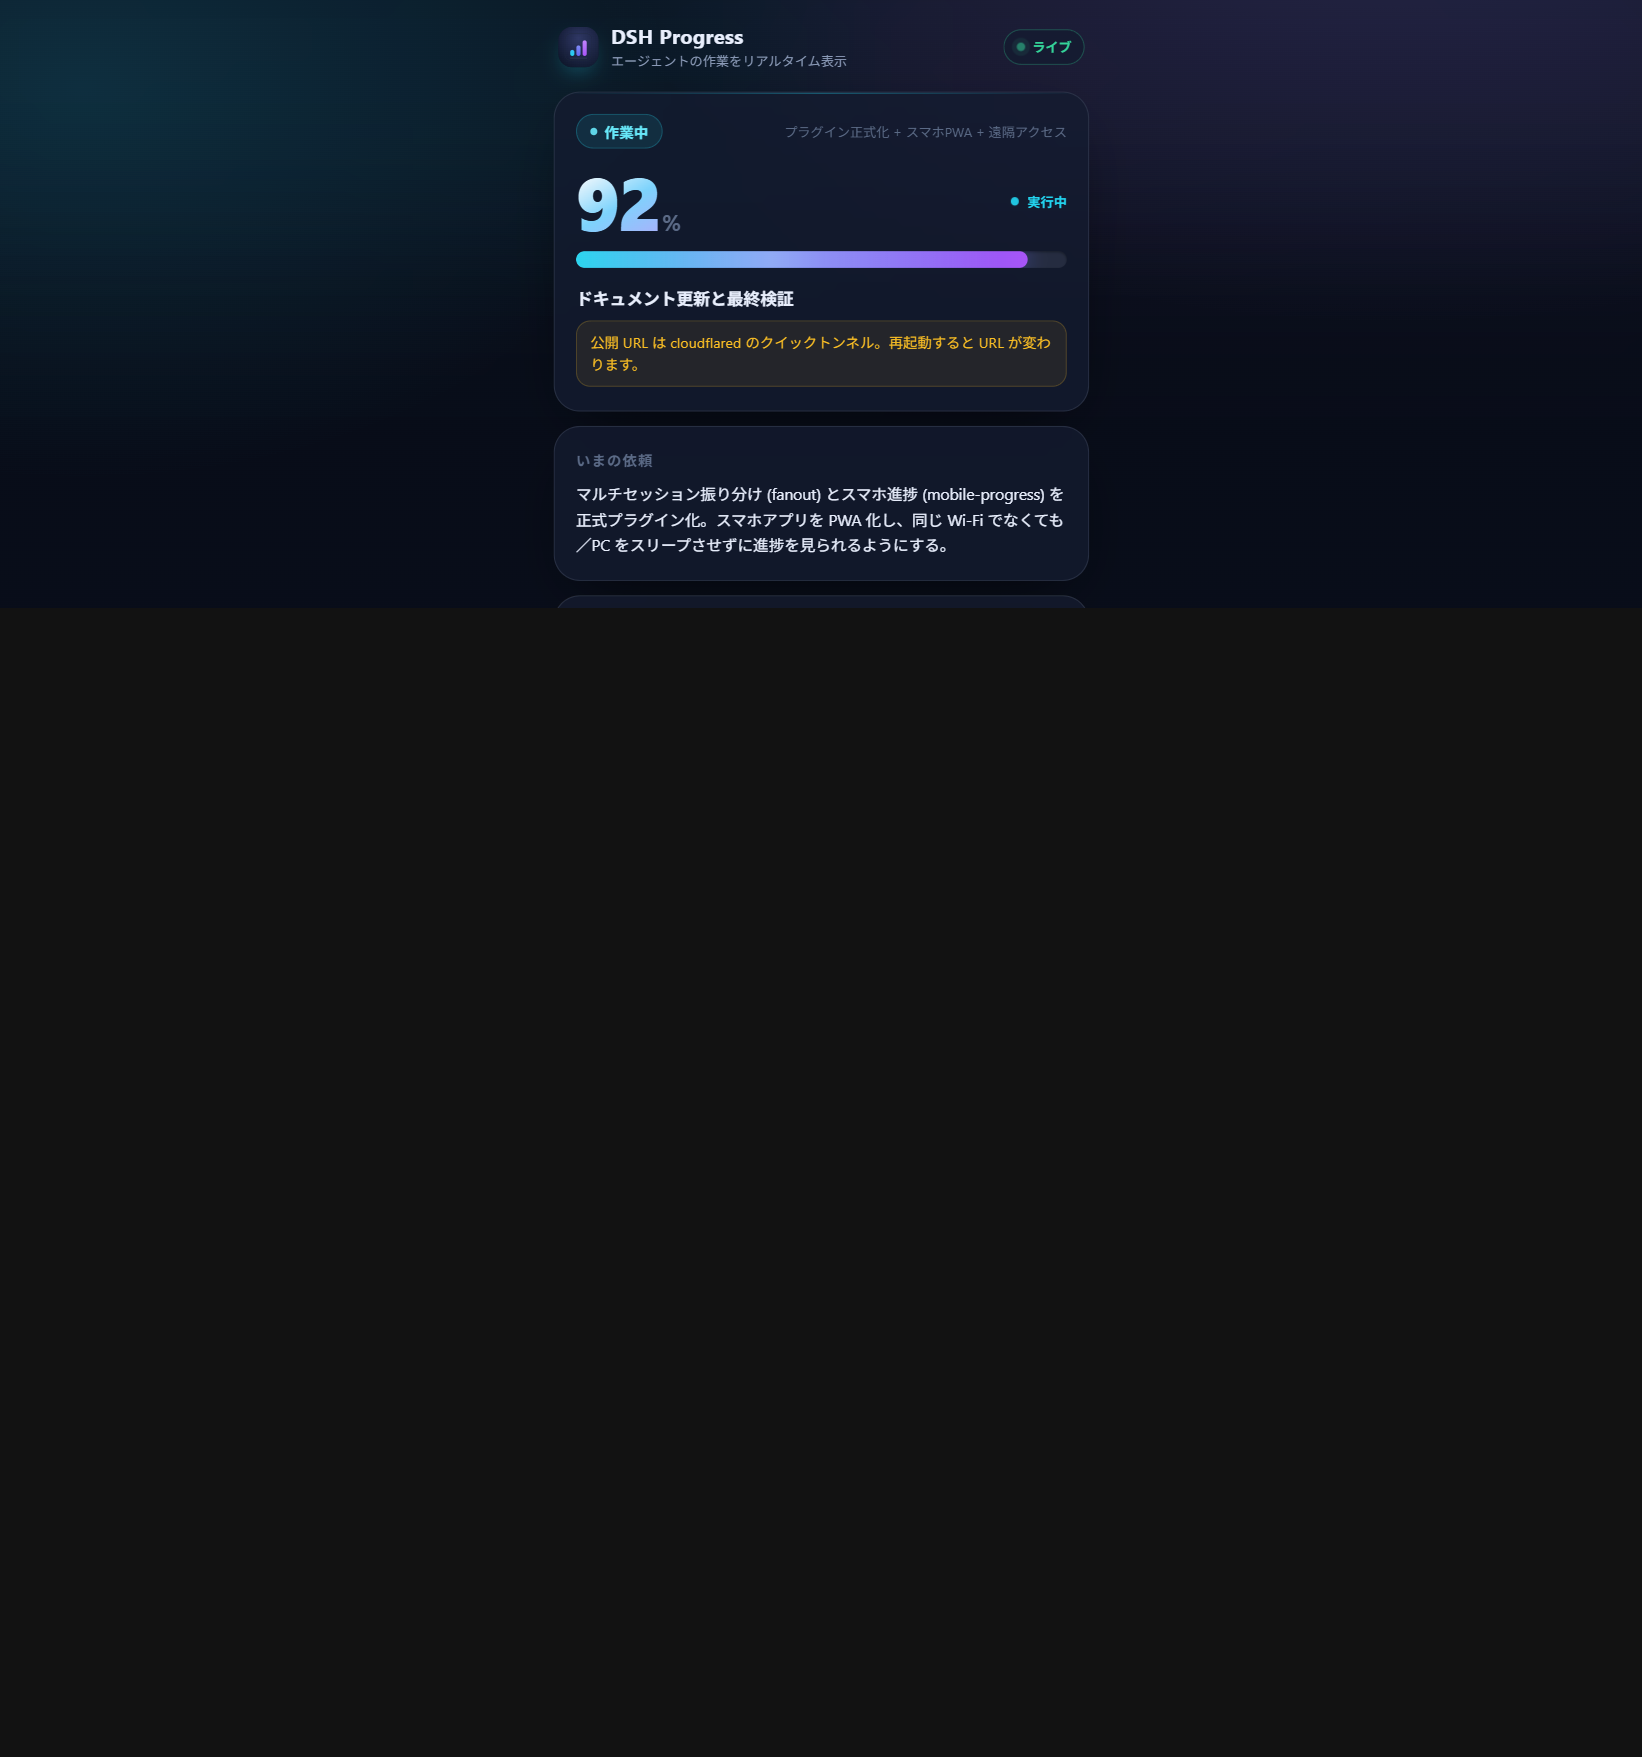 DSH Progress
エージェントの作業をリアルタイム表示
ライブ
作業中
プラグイン正式化 + スマホPWA + 遠隔アクセス
92%
実行中
ドキュメント更新と最終検証
公開 URL は cloudflared のクイックトンネル。再起動すると URL が変わ
ります。
いまの依頼
マルチセッション振り分け (fanout) とスマホ進捗 (mobile-progress) を
正式プラグイン化。スマホアプリを PWA 化し、同じ Wi-Fi でなくても
／PC をスリープさせずに進捗を見られるようにする。